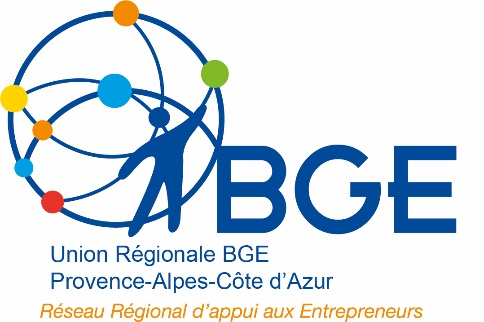 BGE
Union Régionale BGE
Provence-Alpes-Côte d'Azur
Réseau Régional d'appui aux Entrepreneurs